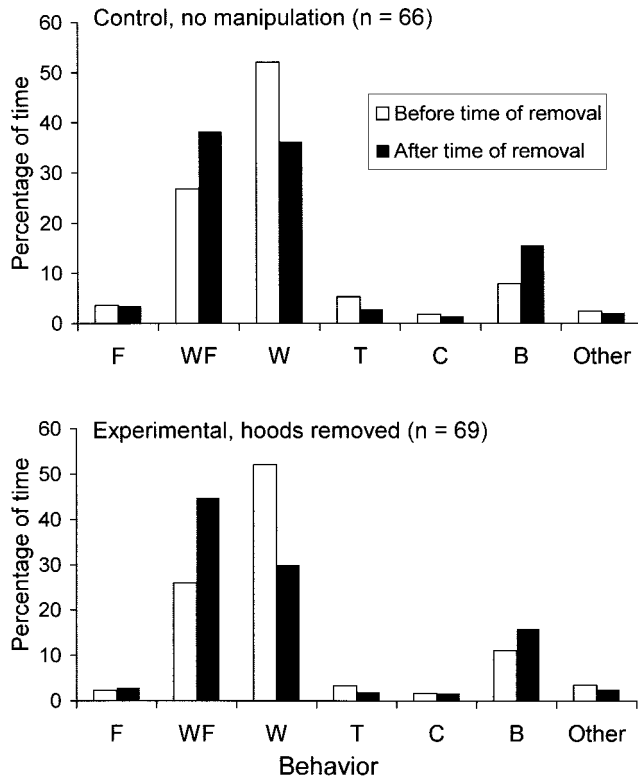 Control, no manipulation (n = 66)
Percentage of time
60
50
40
30
20
10
0
Before time of removal
After time of removal
F WF W T C B Other
Experimental, hoods removed (n = 69)
Percentage of time
60
50
40
30
20
10
0
F WF W T C B Other
Behavior